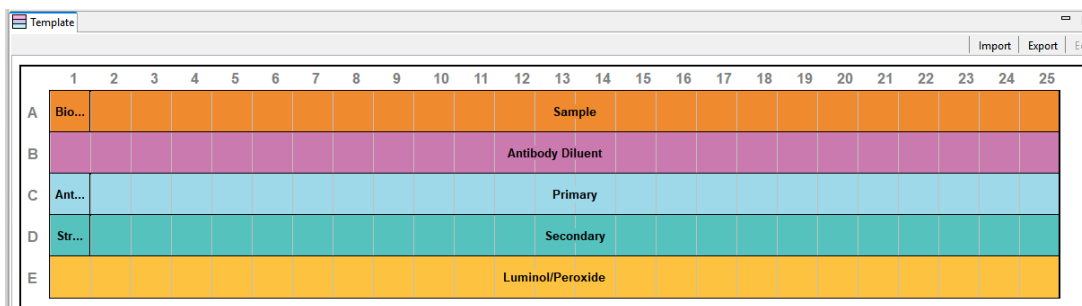 Template
Import Export
1 2 3 4 5 6 7 8 9 10 11 12 13 14 15 16 17 18 19 20 21 22 23 24 25
A Bio... Sample
B Antibody Diluent
C Ant... Primary
D Str... Secondary
E Luminol/Peroxide